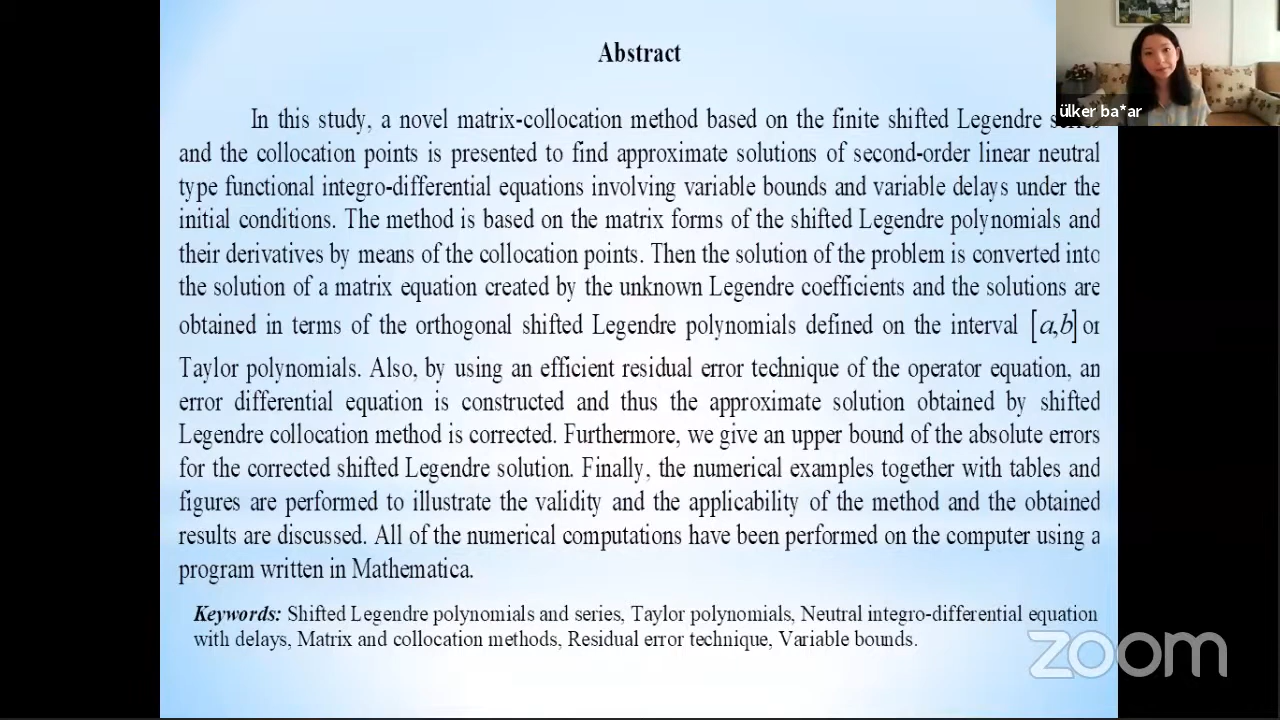 Abstract
In this study, a novel matrix-collocation method based on the finite shifted Legendre
and the collocation points is presented to find approximate solutions of second-order linear neutral
type functional integro-differential equations involving variable bounds and variable delays under the
initial conditions. The method is based on the matrix forms of the shifted Legendre polynomials and
their derivatives by means of the collocation points. Then the solution of the problem is converted into
the solution of a matrix equation created by the unknown Legendre coefficients and the solutions are
obtained in terms of the orthogonal shifted Legendre polynomials defined on the interval [a,b] or
Taylor polynomials. Also, by using an efficient residual error technique of the operator equation, an
error differential equation is constructed and thus the approximate solution obtained by shifted
Legendre collocation method is corrected. Furthermore, we give an upper bound of the absolute errors
for the corrected shifted Legendre solution. Finally, the numerical examples together with tables and
figures are performed to illustrate the validity and the applicability of the method and the obtained
results are discussed. All of the numerical computations have been performed on the computer using a
program written in Mathematica.
Keywords: Shifted Legendre polynomials and series, Taylor polynomials, Neutral integro-differential equation
with delays, Matrix and collocation methods, Residual error technique, Variable bounds.
ülker ba*ar
zoom